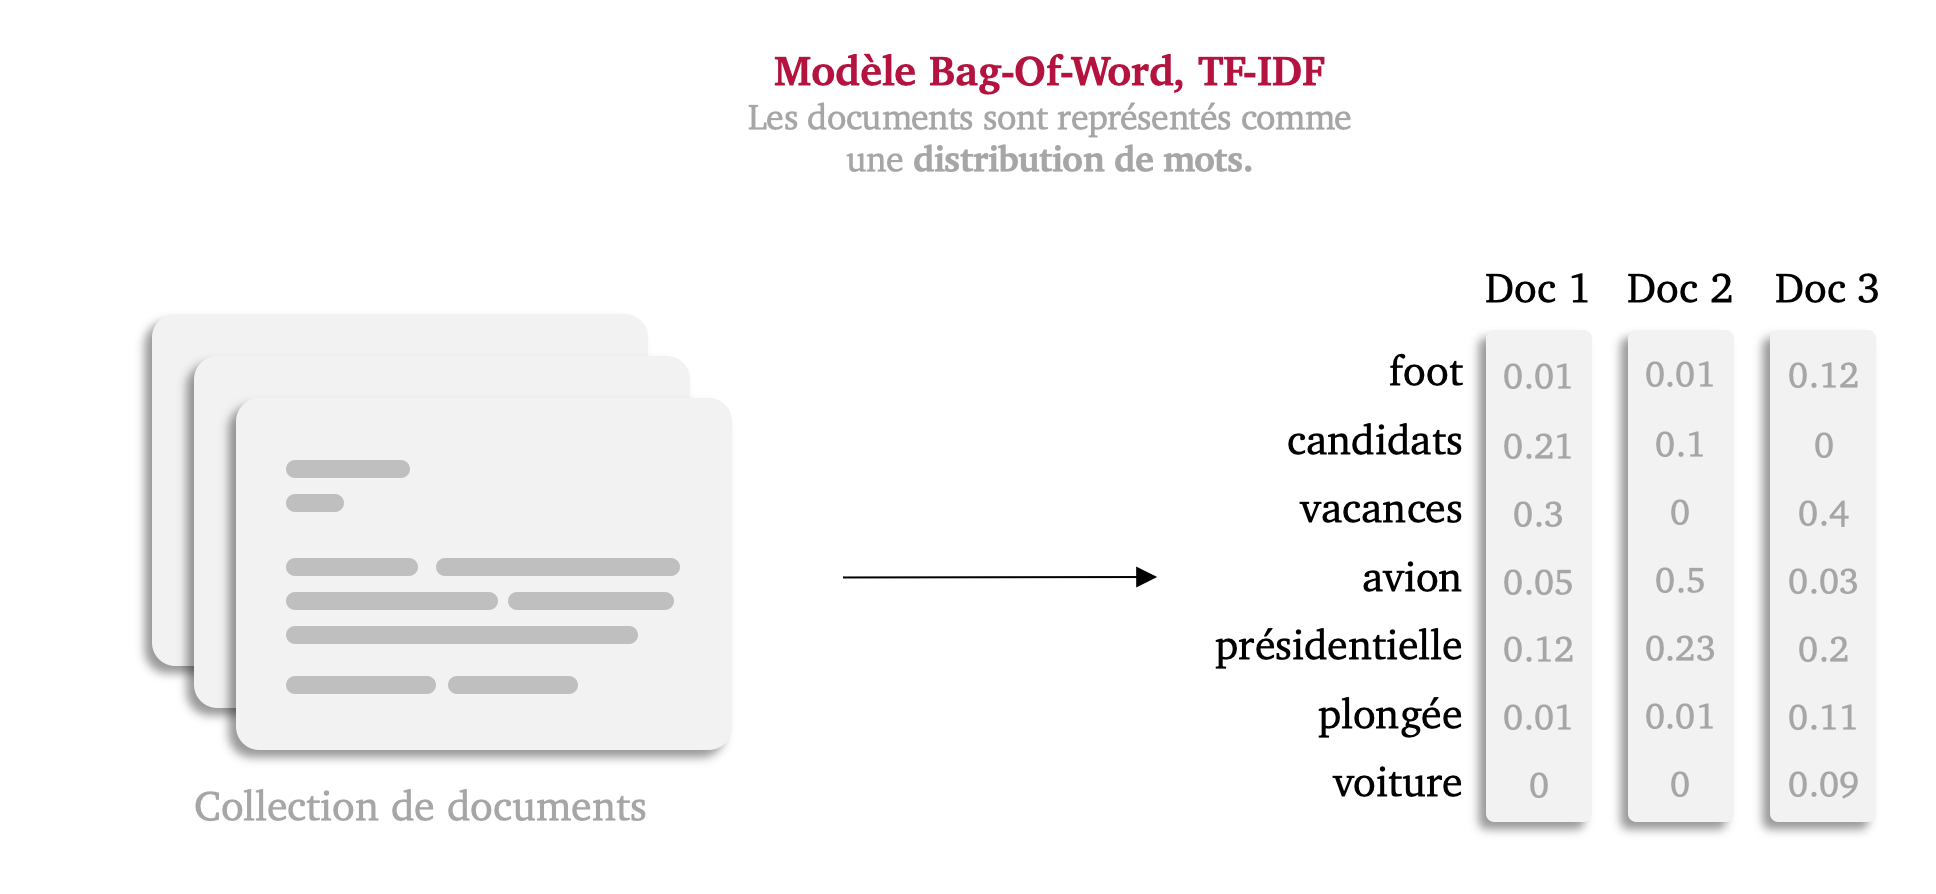 Modèle Bag-Of-Word, TF-IDF
Les documents sont représentés comme
une distribution de mots.
Doc 1 Doc 2 Doc 3
foot 0.01 0.01 0.12
candidats 0.21 0.1 0
vacances 0.3 0 0.4
avion 0.05 0.5 0.03
présidentielle 0.12 0.23 0.2
plongée 0.01 0.01 0.11
voiture 0 0 0.09
Collection de documents